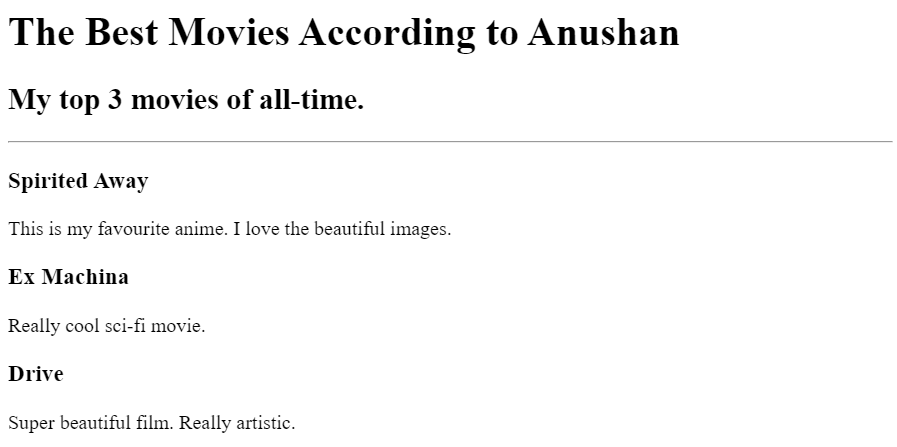 The Best Movies According to Anushan
My top 3 movies of all-time.
Spirited Away
This is my favourite anime. I love the beautiful images.
Ex Machina
Really cool sci-fi movie.
Drive
Super beautiful film. Really artistic.